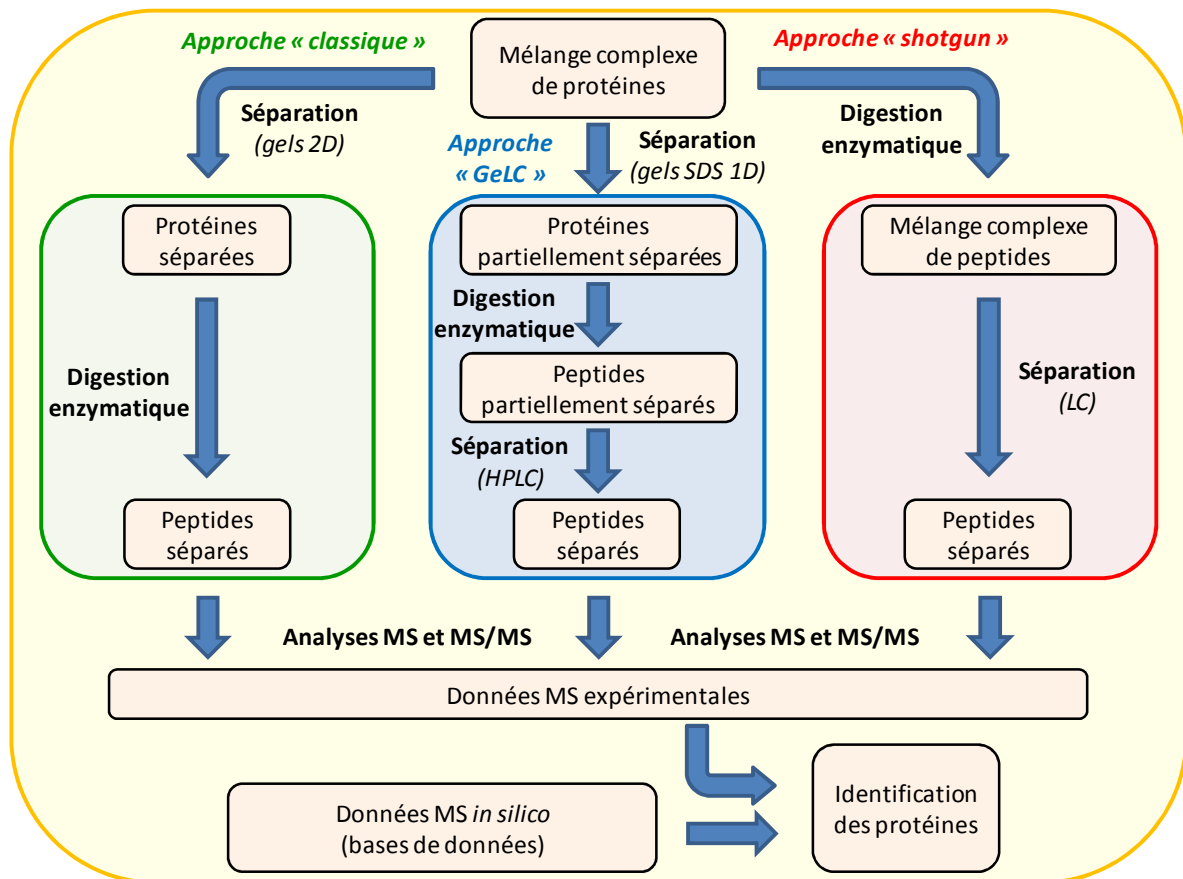 Approche « classique »
Mélange complexe
de protéines
Approche « shotgun »
Séparation
(gels 2D)
Approche
« GeLC »
Séparation
(gels SDS 1D)
Digestion
enzymatique
Protéines
séparées
Digestion
enzymatique
Peptides
séparés
Protéines
partiellement séparées
Digestion
enzymatique
Peptides
partiellement séparés
Séparation
(HPLC)
Peptides
séparés
Mélange complexe
de peptides
Séparation
(LC)
Peptides
séparés
Analyses MS et MS/MS
Analyses MS et MS/MS
Données MS expérimentales
Données MS in silico
(bases de données)
Identification
des protéines